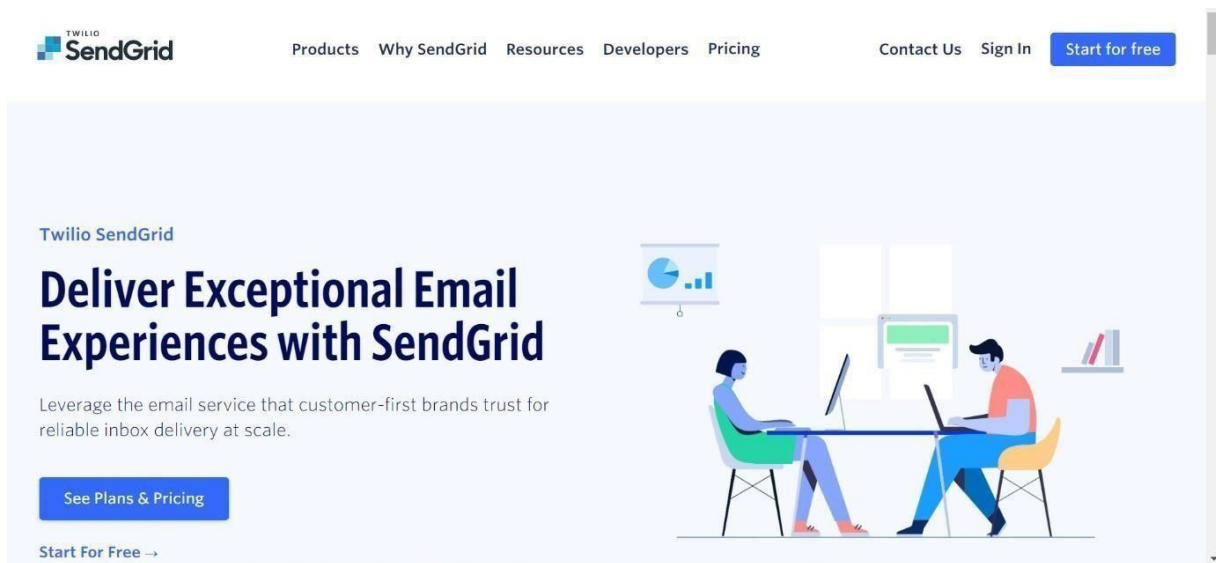 TWILIO
SendGrid
Products Why SendGrid Resources Developers Pricing Contact Us Sign In Start for free
Twilio SendGrid
Deliver Exceptional Email
Experiences with SendGrid
Leverage the email service that customer-first brands trust for
reliable inbox delivery at scale.
See Plans & Pricing
Start For Free →